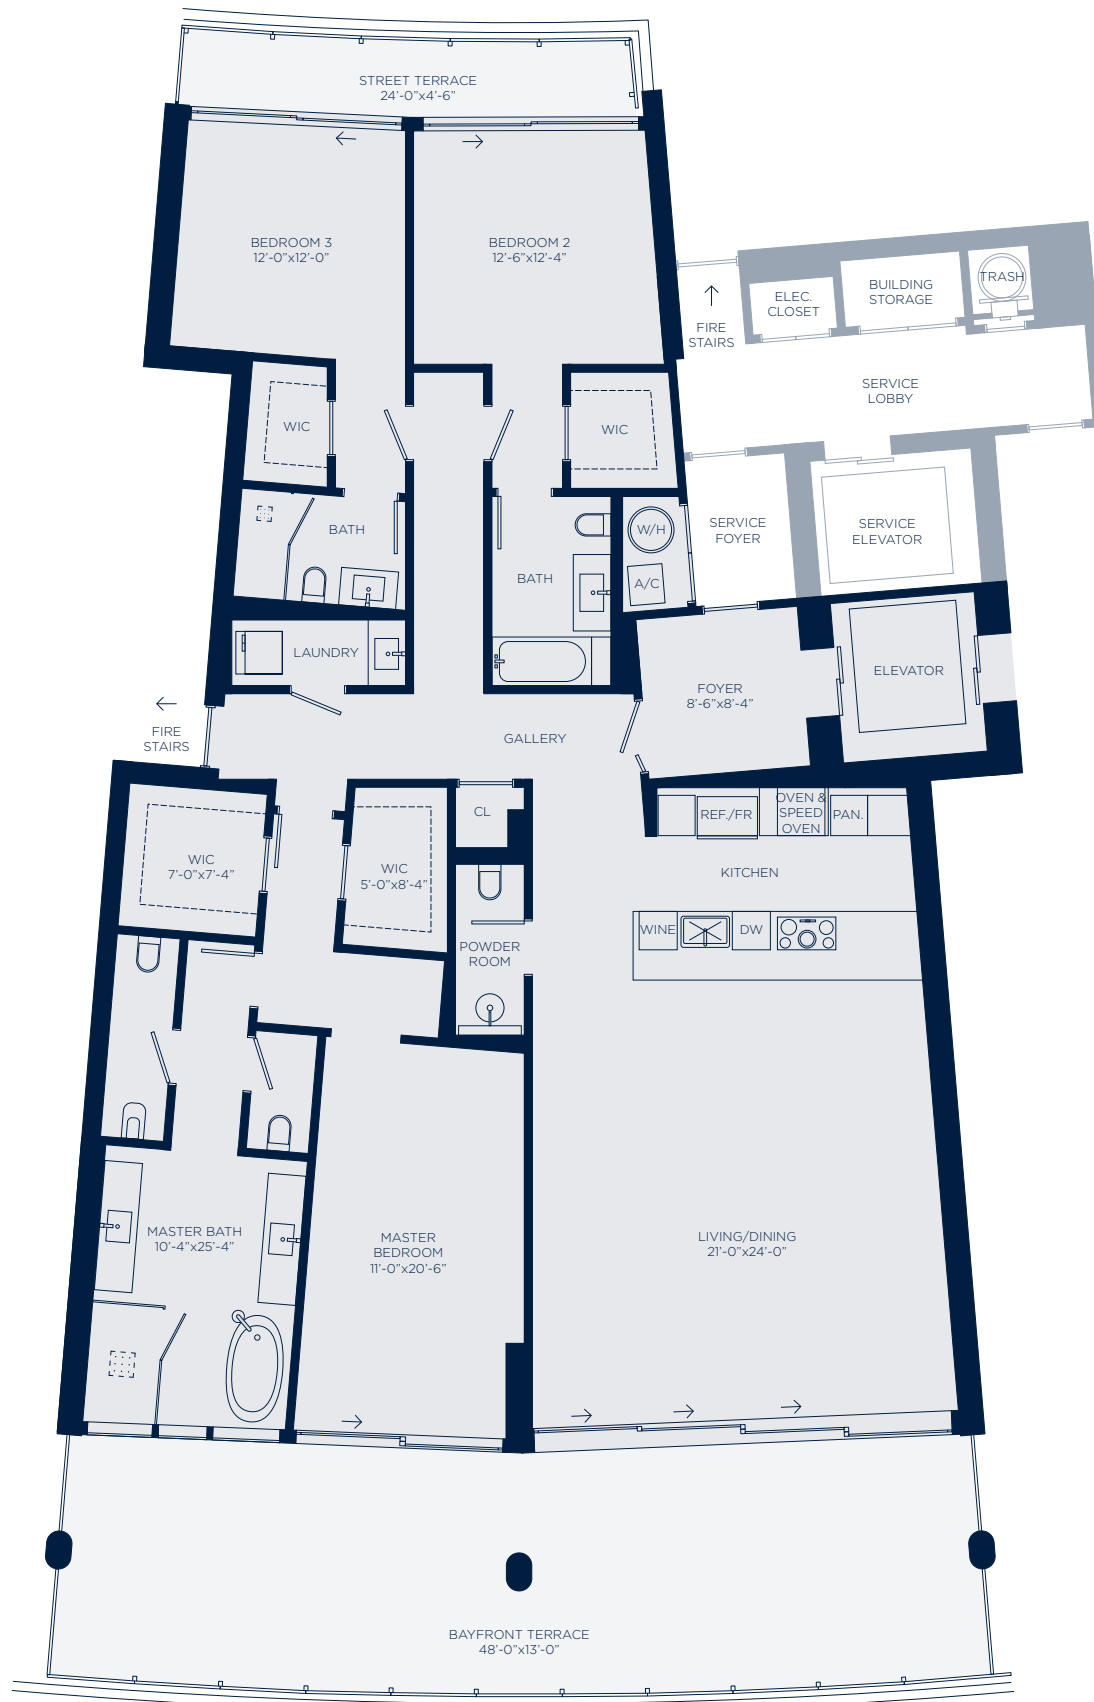 STREET TERRACE
24'-0"x4'-6"
BEDROOM 3
12'-0"x12'-0"
BEDROOM 2
12'-6"x12'-4"
TRASH
BUILDING
STORAGE
ELEC.
CLOSET
FIRE
STAIRS
SERVICE
LOBBY
WIC
WIC
BATH
W/H
SERVICE
FOYER
SERVICE
ELEVATOR
BATH
A/C
LAUNDRY
ELEVATOR
FOYER
8'-6"x8'-4"
FIRE
STAIRS
GALLERY
CL
REF./FR
OVEN &
SPEED
OVEN
PAN.
WIC
7'-0"x7'-4"
WIC
5'-0"x8'-4"
KITCHEN
WINE
DW
POWDER
ROOM
MASTER BATH
10'-4"x25'-4"
MASTER
BEDROOM
11'-0"x20'-6"
LIVING/DINING
21'-0"x24'-0"
BAYFRONT TERRACE
48'-0"x13'-0"